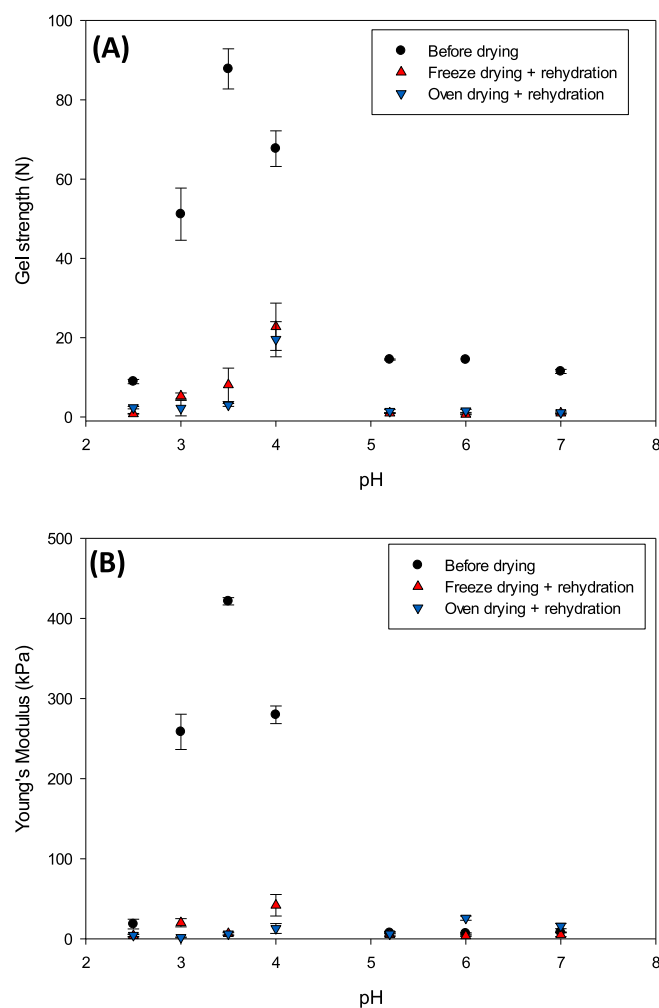 (A)
100
80
60
40
20
0
Gel strength (N)
Before drying
Freeze drying + rehydration
Oven drying + rehydration
2 3 4 5 6 7 8
pH
(B)
500
400
300
200
100
0
Young's Modulus (kPa)
Before drying
Freeze drying + rehydration
Oven drying + rehydration
2 3 4 5 6 7 8
pH